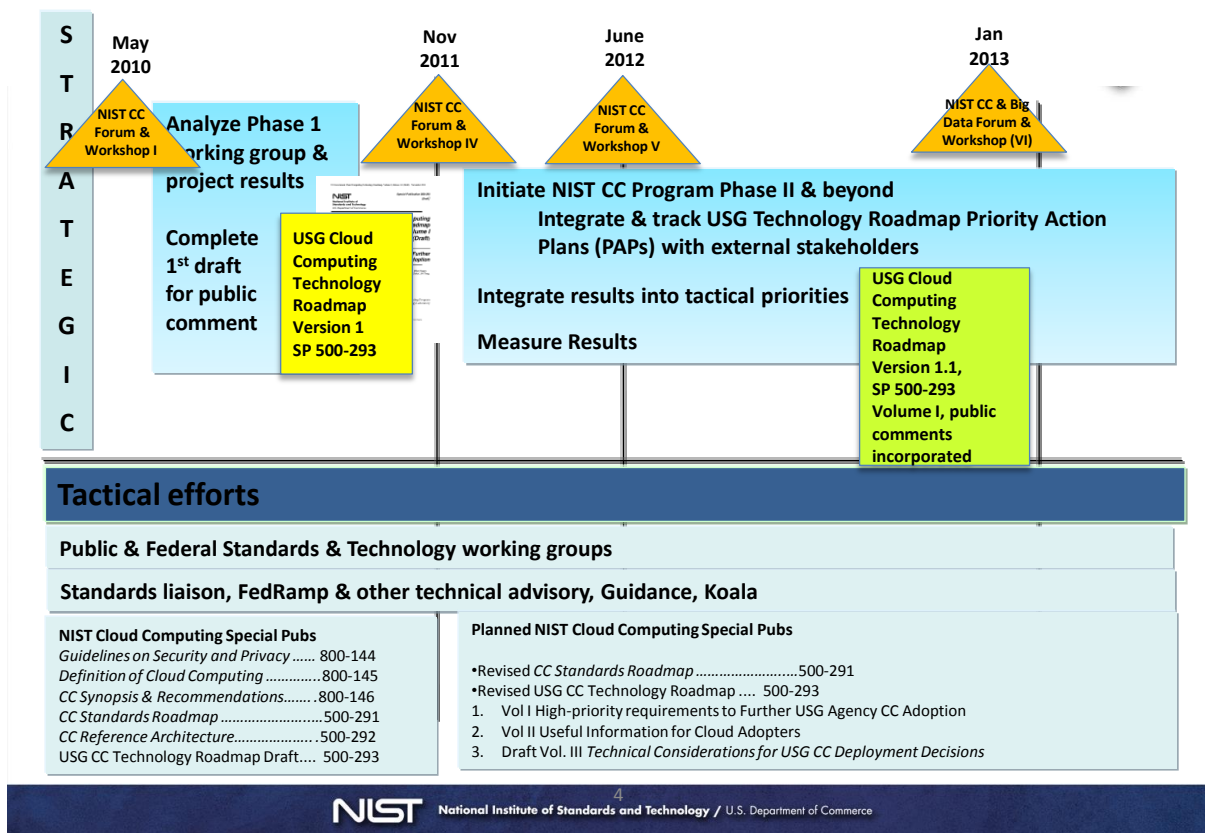 STRATEGIC
May
2010
Nov
2011
June
2012
Jan
2013
NIST CC
Forum &
Workshop I
NIST CC
Forum &
Workshop IV
NIST CC
Forum &
Workshop V
NIST CC & Big
Data Forum &
Workshop (VI)
Analyze Phase 1
working group &
project results
Complete
1st draft
for public
comment
NIST
USG Cloud
Computing
Technology
Roadmap
Version 1
SP 500-293
Initiate NIST CC Program Phase II & beyond
Integrate & track USG Technology Roadmap Priority Action
Plans (PAPs) with external stakeholders
Integrate results into tactical priorities
Measure Results
USG Cloud
Computing
Technology
Roadmap
Version 1.1,
SP 500-293
Volume I, public
comments
incorporated
Tactical efforts
Public & Federal Standards & Technology working groups
Standards liaison, FedRamp & other technical advisory, Guidance, Koala
NIST Cloud Computing Special Pubs
Guidelines on Security and Privacy …... 800-144
Definition of Cloud Computing …………..800-145
CC Synopsis & Recommendations…….. .800-146
CC Standards Roadmap ……………………..…500-291
CC Reference Architecture……………….. .500-292
USG CC Technology Roadmap Draft.... 500-293
Planned NIST Cloud Computing Special Pubs
•Revised CC Standards Roadmap …………………..…..500-291
•Revised USG CC Technology Roadmap .... 500-293
1. Vol I High-priority requirements to Further USG Agency CC Adoption
2. Vol II Useful Information for Cloud Adopters
3. Draft Vol. III Technical Considerations for USG CC Deployment Decisions
4
NIST National Institute of Standards and Technology / U.S. Department of Commerce